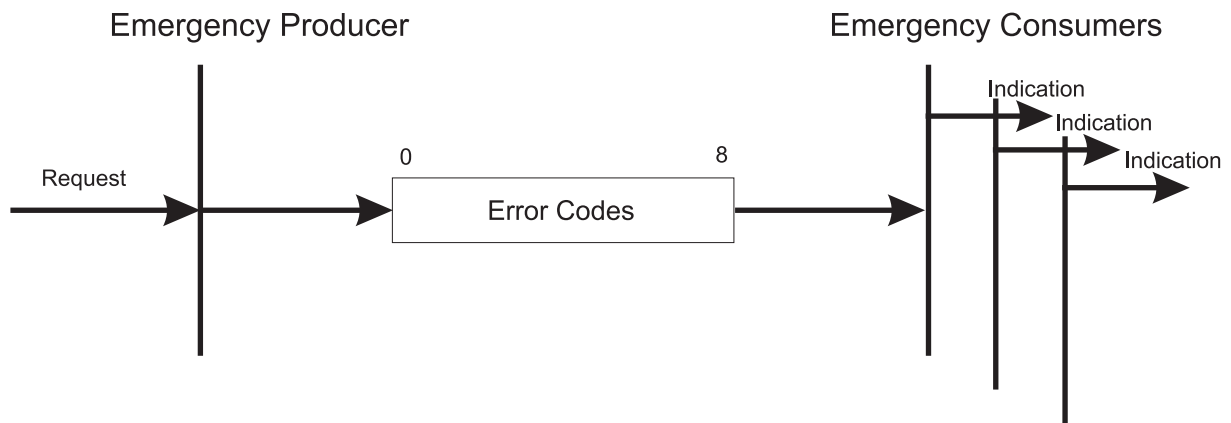 Emergency Producer
Emergency Consumers
Indication
Indication
Indication
0
8
Request
Error Codes